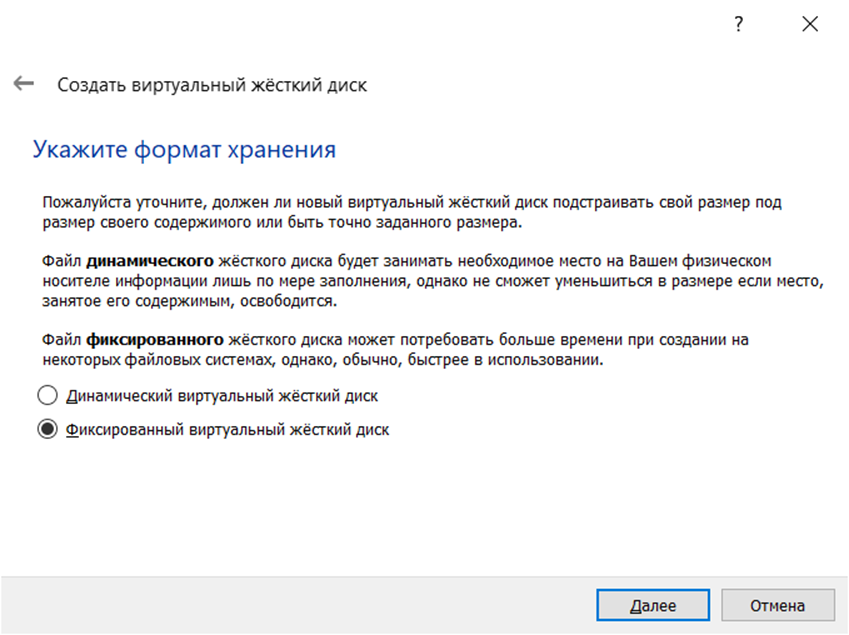 ?
Создать виртуальный жёсткий диск
Укажите формат хранения
Пожалуйста уточните, должен ли новый виртуальный жёсткий диск подстраивать свой размер под
размер своего содержимого или быть точно заданного размера.
Файл динамического жёсткого диска будет занимать необходимое место на Вашем физическом
носителе информации лишь по мере заполнения, однако не сможет уменьшиться в размере если место,
занятое его содержимым, освободится.
Файл фиксированного жёсткого диска может потребовать больше времени при создании на
некоторых файловых системах, однако, обычно, быстрее в использовании.
Динамический виртуальный жёсткий диск
Фиксированный виртуальный жёсткий диск
Далее
Отмена